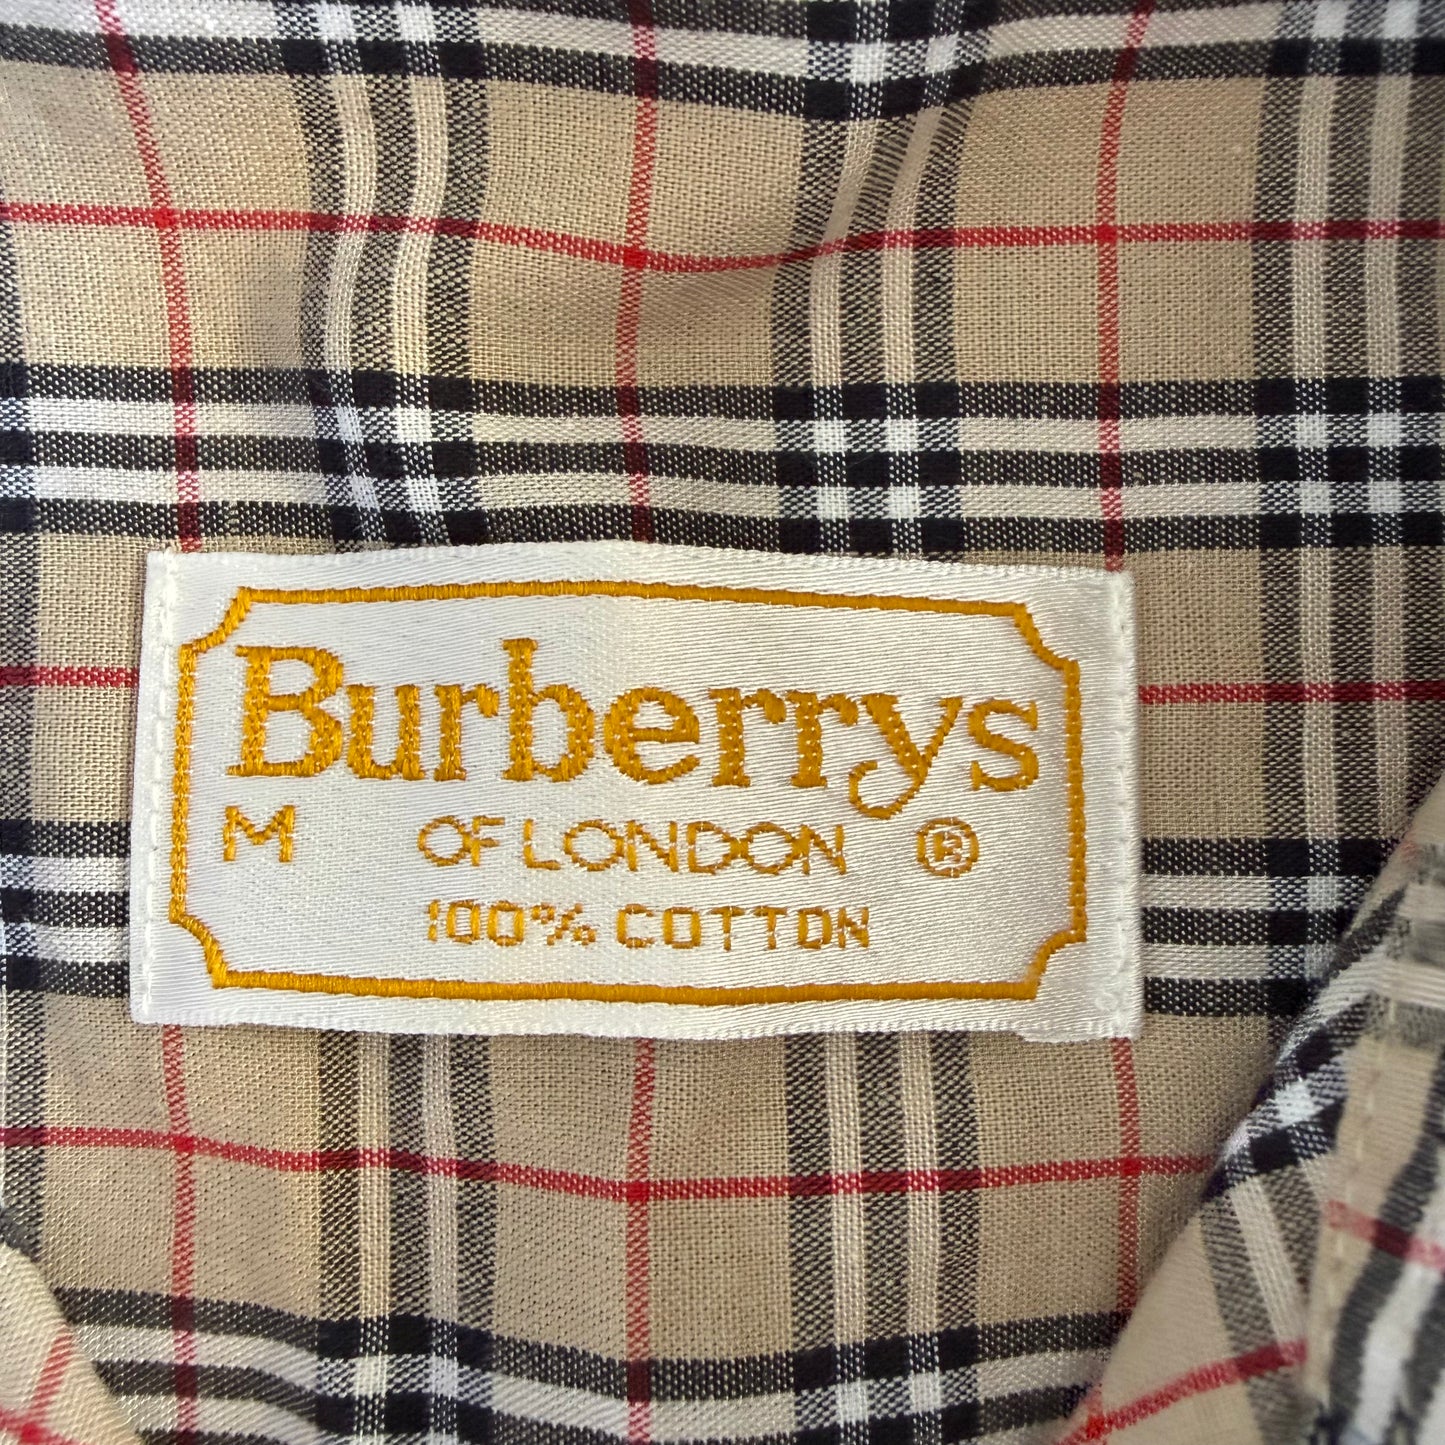 Burberrys
M OF LONDON ®
100% COTTON